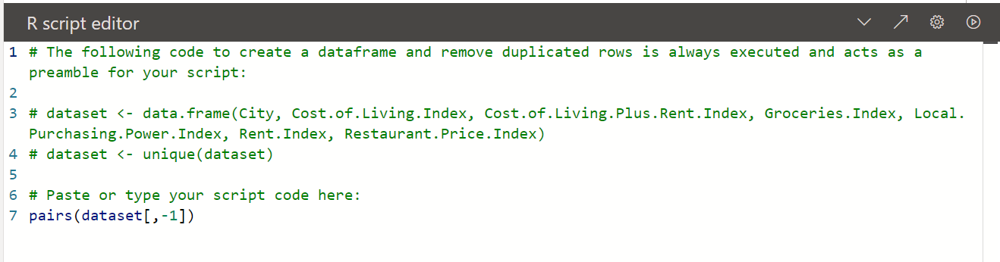 R script editor
1 # The following code to create a dataframe and remove duplicated rows is always executed and acts as a
preamble for your script:
2
3 # dataset <- data.frame(City, Cost.of.Living.Index, Cost.of.Living.Plus.Rent.Index, Groceries.Index, Local.
Purchasing.Power.Index, Rent.Index, Restaurant.Price.Index)
4 # dataset <- unique(dataset)
5
6 # Paste or type your script code here:
7 pairs(dataset[,-1])